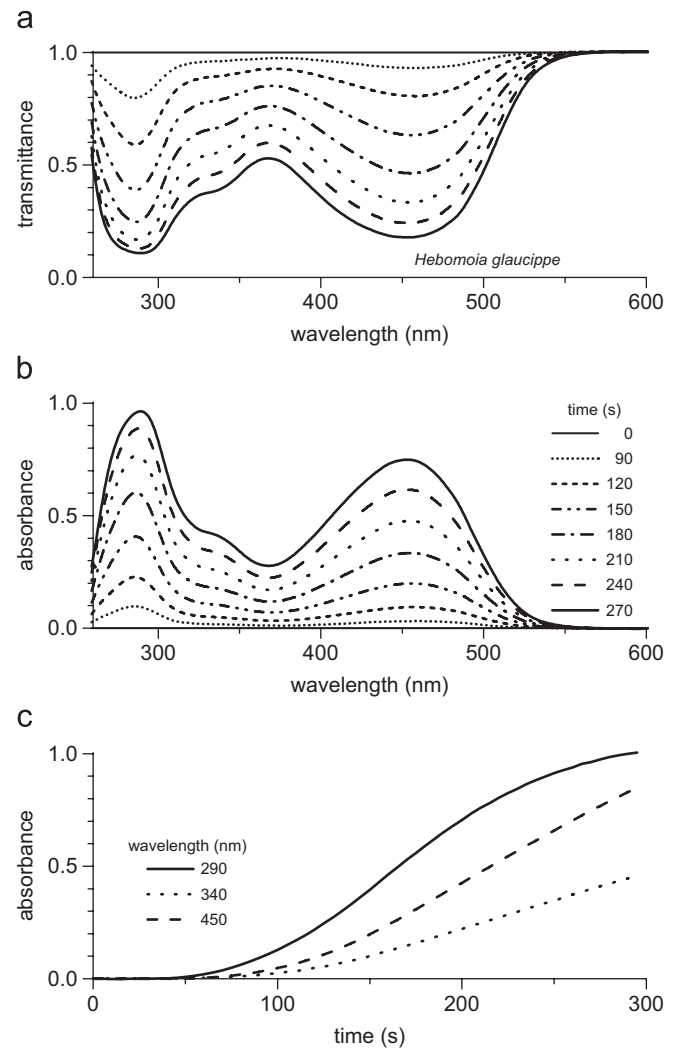 a
1.0
0.5
0.0
transmittance
Hebomoia glaucippe
300 400 500 600
wavelength (nm)
b
1.0
0.5
0.0
absorbance
time (s)
0
90
120
150
180
210
240
270
300 400 500 600
wavelength (nm)
c
1.0
0.5
0.0
absorbance
wavelength (nm)
290
340
450
0 100 200 300
time (s)